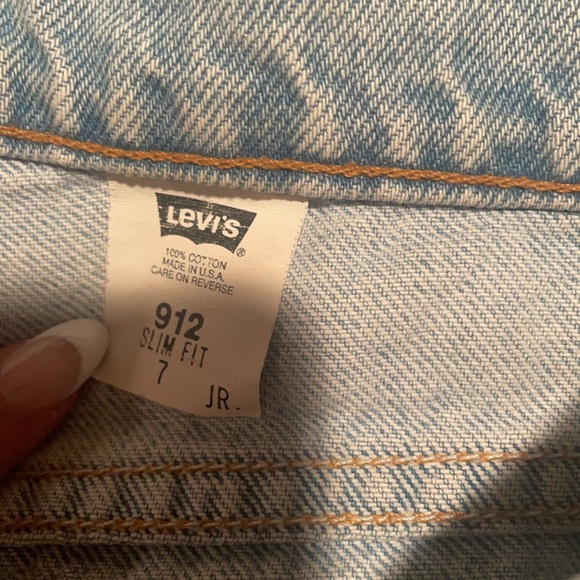 Levi's
®
100% COTTON
MADE IN U.S.A.
CARE ON REVERSE
912
SLIM FIT
7
JR.